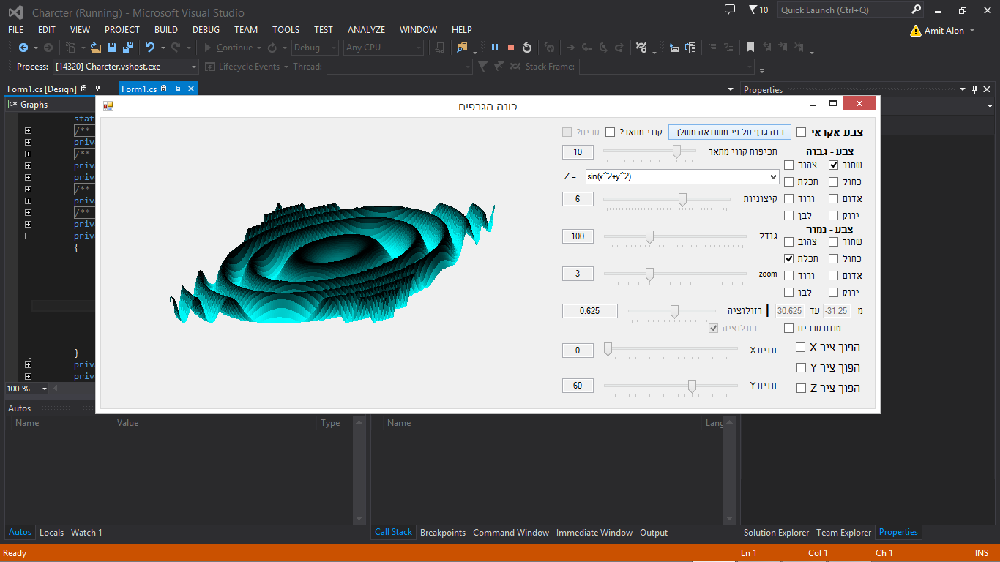 Charcter (Running) - Microsoft Visual Studio
10
Quick Launch (Ctrl+Q)
FILE EDIT VIEW PROJECT BUILD DEBUG TEAM TOOLS TEST ANALYZE WINDOW HELP
Amit Alon
Continue Debug Any CPU
Process: [14320] Charcter.vshost.exe Lifecycle Events Thread: Stack Frame:
Form1.cs [Design] Form1.cs
Properties
C# Graphs
stat
/**
priv
/**
priv
priv
/**
priv
/**
priv
priv
{
}
priv
priv
100 %
בונה הגרפים
צבע אקראי בנה גרף על פי משוואה משלך קווי מתאר? עבים?
תכיפות קווי מתאר 10
צבע - גבוה
שחור צהוב
כחול תכלת
אדום ורוד
ירוק לבן
Z = sin(x^2+y^2)
קיצוניות 6
גודל 100
צבע - נמוך
שחור צהוב
כחול תכלת
אדום ורוד
ירוק לבן
zoom 3
מ -31.25 עד 30.625
רזולוציה 0.625
טווח ערכים רזולוציה
זווית X 0
הפוך ציר X
הפוך ציר Y
הפוך ציר Z
זווית Y 60
Autos
Name Value Type
Name Lang
Autos Locals Watch 1
Call Stack Breakpoints Command Window Immediate Window Output
Solution Explorer Team Explorer Properties
Ready Ln 1 Col 1 Ch 1 INS